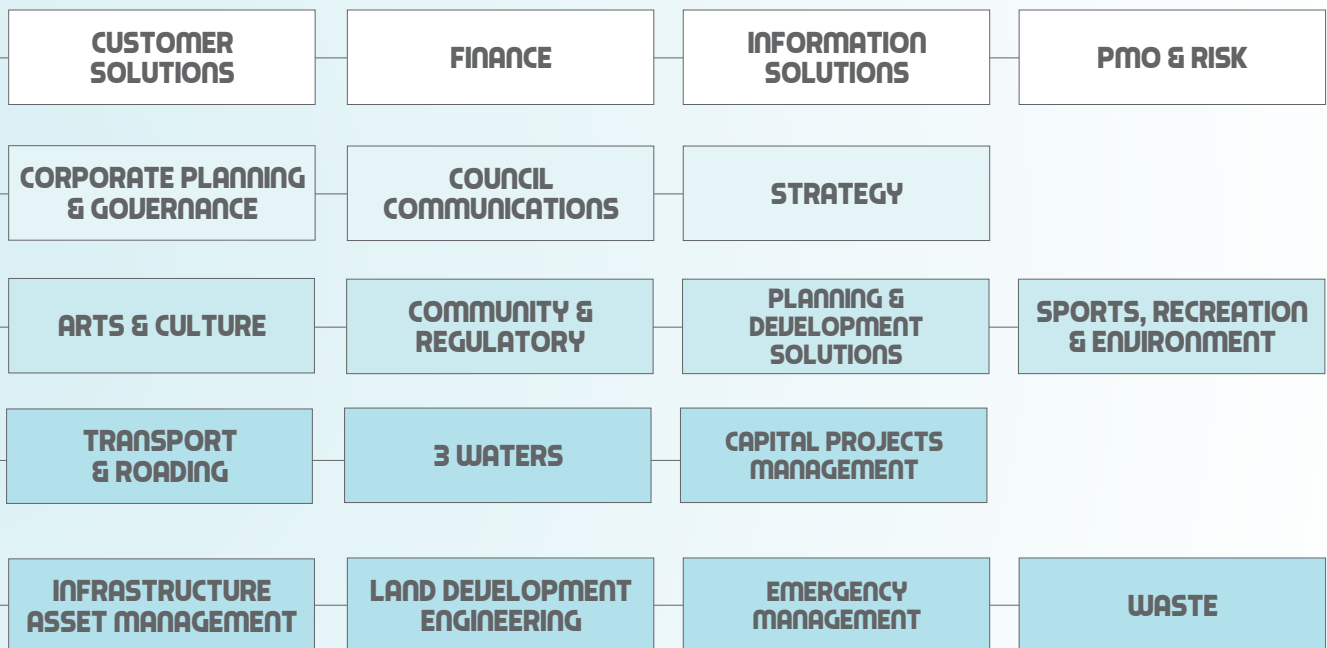 CUSTOMER
SOLUTIONS
FINANCE
INFORMATION
SOLUTIONS
PMO & RISK
CORPORATE PLANNING
& GOVERNANCE
COUNCIL
COMMUNICATIONS
STRATEGY
ARTS & CULTURE
COMMUNITY &
REGULATORY
PLANNING &
DEVELOPMENT
SOLUTIONS
SPORTS, RECREATION
& ENVIRONMENT
TRANSPORT
& ROADING
3 WATERS
CAPITAL PROJECTS
MANAGEMENT
INFRASTRUCTURE
ASSET MANAGEMENT
LAND DEVELOPMENT
ENGINEERING
EMERGENCY
MANAGEMENT
WASTE